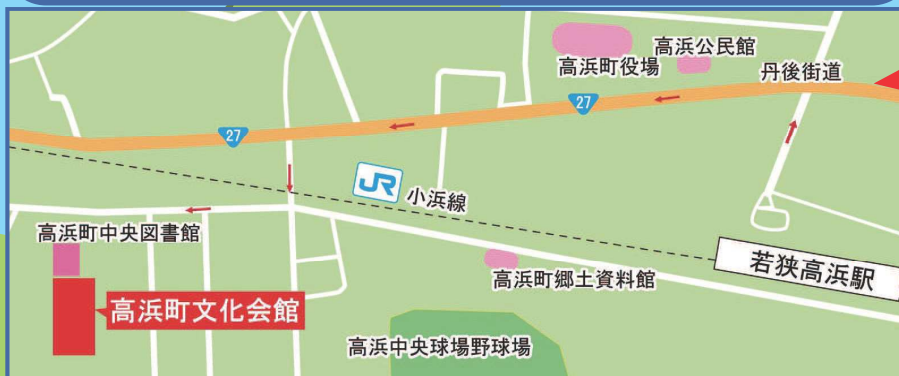 高浜公民館
高浜町役場
丹後街道
27
27
JR
小浜線
高浜町中央図書館
若狭高浜駅
高浜町郷土資料館
高浜町文化会館
高浜中央球場野球場